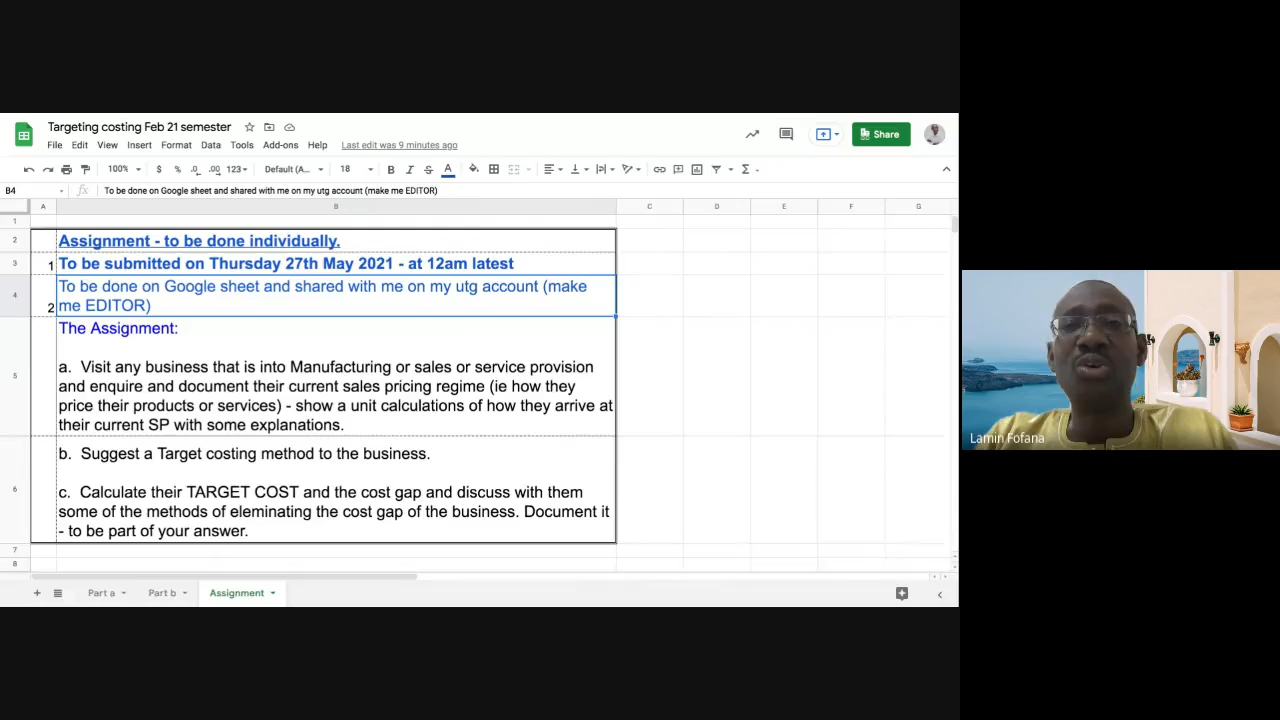 Targeting costing Feb 21 semester
File Edit View Insert Format Data Tools Add-ons Help Last edit was 9 minutes ago
Share
100% $ % .0 .00 123 Default (A... 18 B I S A
B4 fx To be done on Google sheet and shared with me on my utg account (make me EDITOR)
A B C D E F G
1
2 Assignment - to be done individually.
3 1 To be submitted on Thursday 27th May 2021 - at 12am latest
4 To be done on Google sheet and shared with me on my utg account (make
2 me EDITOR)
The Assignment:
5 a. Visit any business that is into Manufacturing or sales or service provision
and enquire and document their current sales pricing regime (ie how they
price their products or services) - show a unit calculations of how they arrive at
their current SP with some explanations.
b. Suggest a Target costing method to the business.
6 c. Calculate their TARGET COST and the cost gap and discuss with them
some of the methods of eleminating the cost gap of the business. Document it
- to be part of your answer.
7
8
Part a Part b Assignment
Lamin Fofana